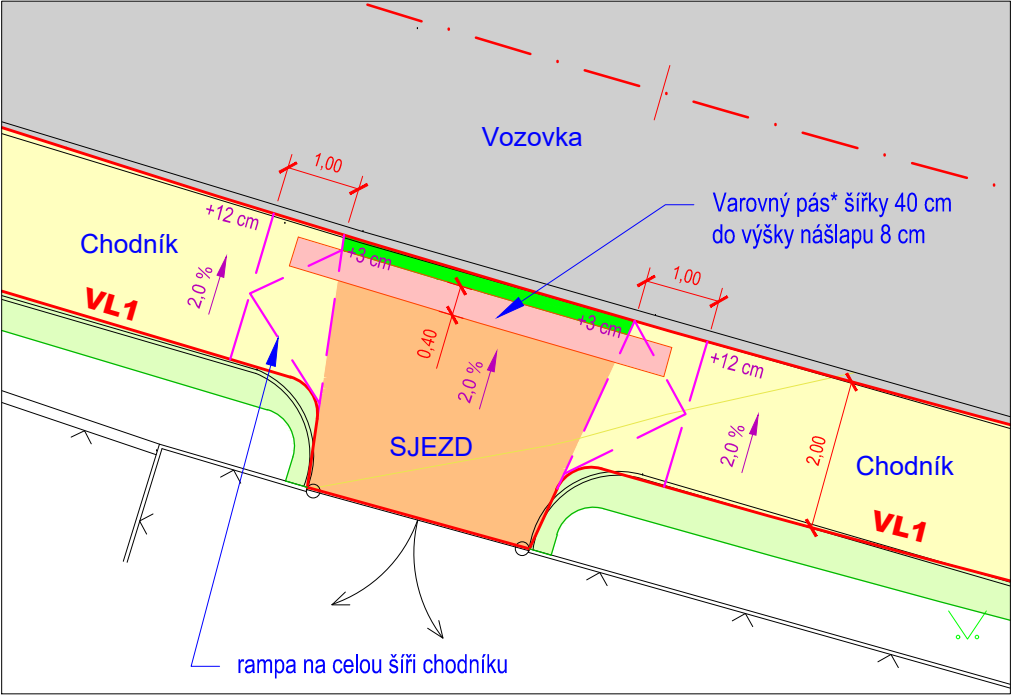 Vozovka
1,00
+12 cm
Varovný pás* šířky 40 cm
do výšky nášlapu 8 cm
Chodník
+3 cm
2,0 %
1,00
VL1
+3 cm
0,40
+12 cm
2,0 %
SJEZD
2,0 %
2,00
Chodník
VL1
rampa na celou šíři chodníku